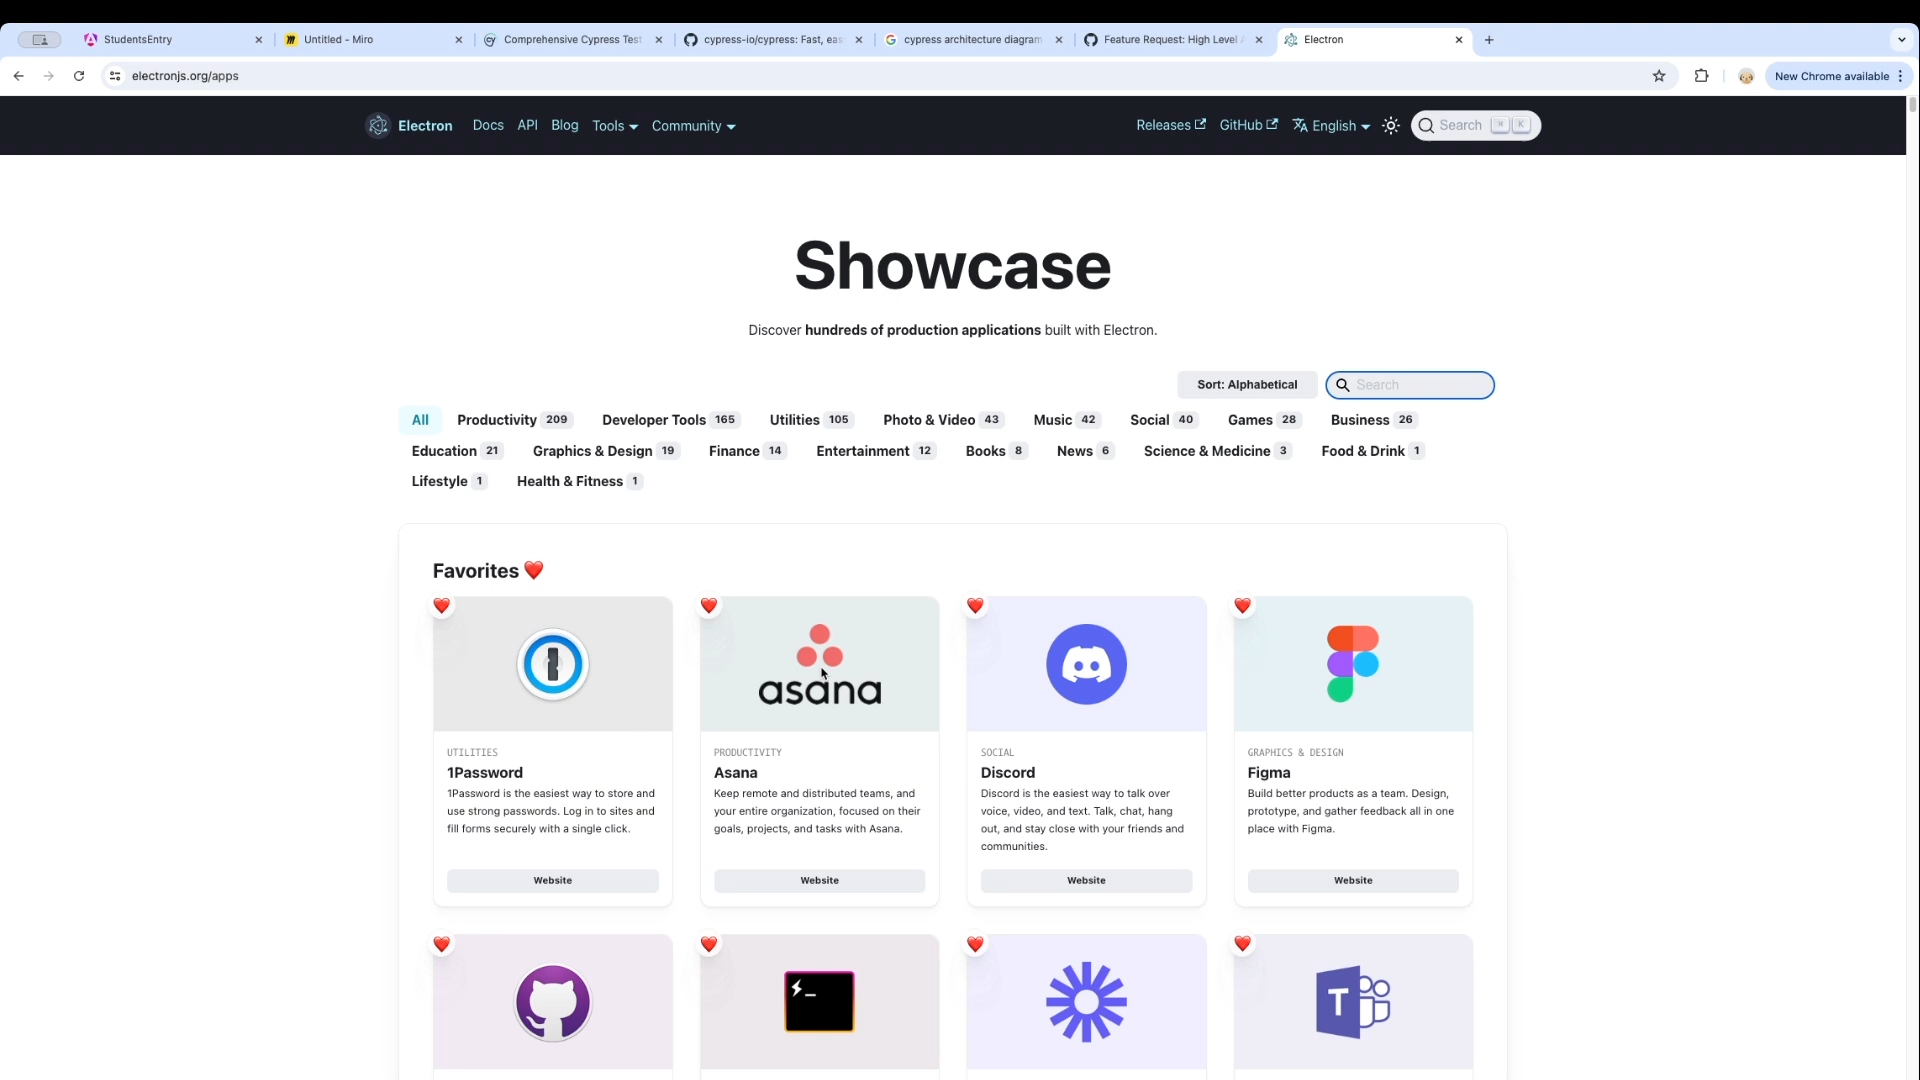 StudentsEntry
Untitled - Miro
Comprehensive Cypress Test
cypress-io/cypress: Fast, eas
cypress architecture diagram
Feature Request: High Level A
Electron
electronjs.org/apps
New Chrome available
Electron
Docs
API
Blog
Tools
Community
Releases
GitHub
English
Search
⌘
K
Showcase
Discover hundreds of production applications built with Electron.
Sort: Alphabetical
Search
All
Productivity 209
Developer Tools 165
Utilities 105
Photo & Video 43
Music 42
Social 40
Games 28
Business 26
Education 21
Graphics & Design 19
Finance 14
Entertainment 12
Books 8
News 6
Science & Medicine 3
Food & Drink 1
Lifestyle 1
Health & Fitness 1
Favorites ❤️
UTILITIES
1Password
1Password is the easiest way to store and
use strong passwords. Log in to sites and
fill forms securely with a single click.
Website
asana
PRODUCTIVITY
Asana
Keep remote and distributed teams, and
your entire organization, focused on their
goals, projects, and tasks with Asana.
Website
SOCIAL
Discord
Discord is the easiest way to talk over
voice, video, and text. Talk, chat, hang
out, and stay close with your friends and
communities.
Website
GRAPHICS & DESIGN
Figma
Build better products as a team. Design,
prototype, and gather feedback all in one
place with Figma.
Website
T